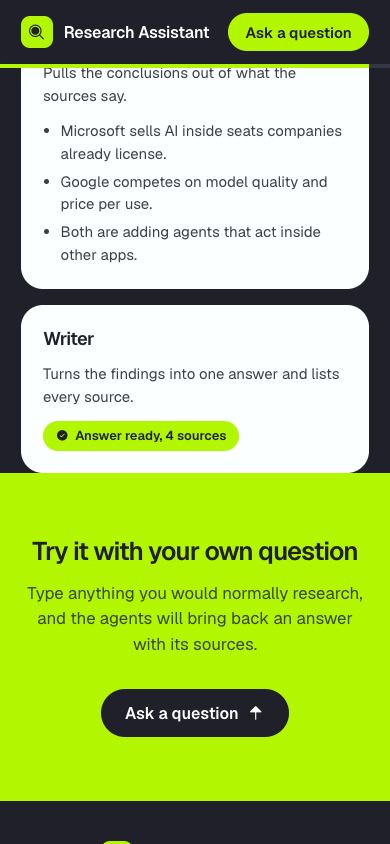 Research Assistant
Ask a question
Pulls the conclusions out of what the
sources say.
Microsoft sells AI inside seats companies
already license.
Google competes on model quality and
price per use.
Both are adding agents that act inside
other apps.
Writer
Turns the findings into one answer and lists
every source.
Answer ready, 4 sources
Try it with your own question
Type anything you would normally research,
and the agents will bring back an answer
with its sources.
Ask a question